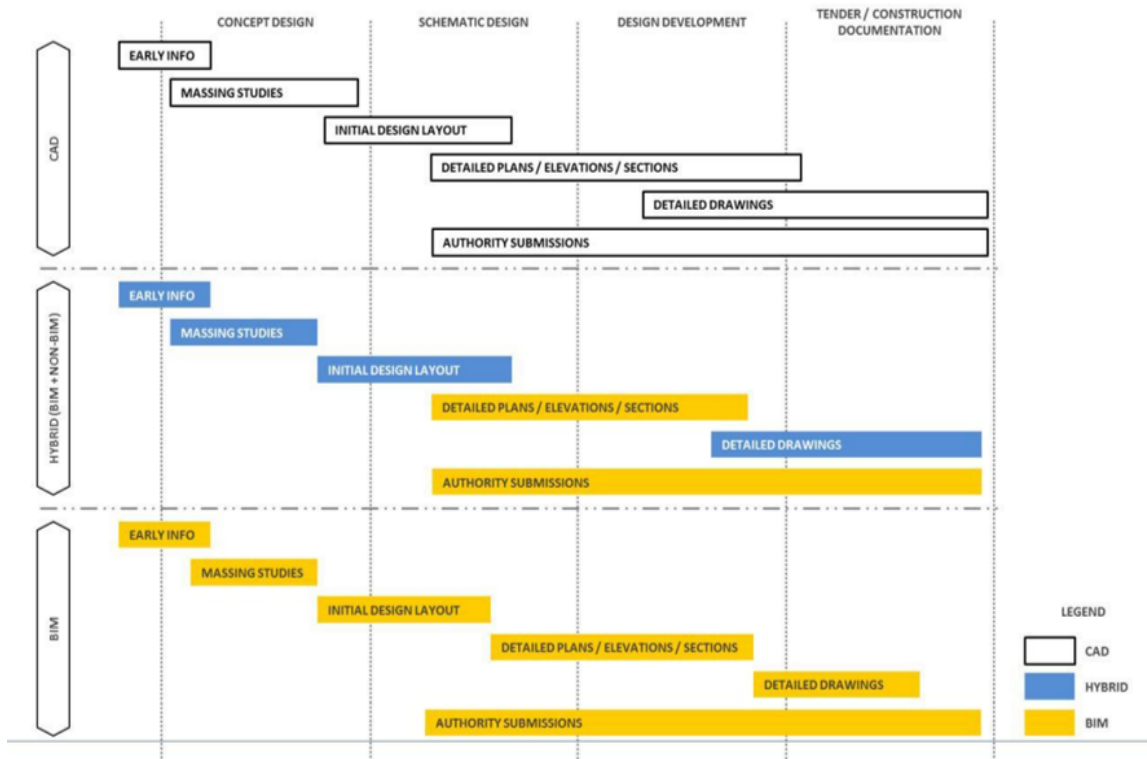 CONCEPT DESIGN
SCHEMATIC DESIGN
DESIGN DEVELOPMENT
TENDER / CONSTRUCTION
DOCUMENTATION
CAD
EARLY INFO
MASSING STUDIES
INITIAL DESIGN LAYOUT
DETAILED PLANS / ELEVATIONS / SECTIONS
DETAILED DRAWINGS
AUTHORITY SUBMISSIONS
HYBRID (BIM + NON-BIM)
EARLY INFO
MASSING STUDIES
INITIAL DESIGN LAYOUT
DETAILED PLANS / ELEVATIONS / SECTIONS
DETAILED DRAWINGS
AUTHORITY SUBMISSIONS
BIM
EARLY INFO
MASSING STUDIES
INITIAL DESIGN LAYOUT
DETAILED PLANS / ELEVATIONS / SECTIONS
DETAILED DRAWINGS
AUTHORITY SUBMISSIONS
LEGEND
CAD
HYBRID
BIM